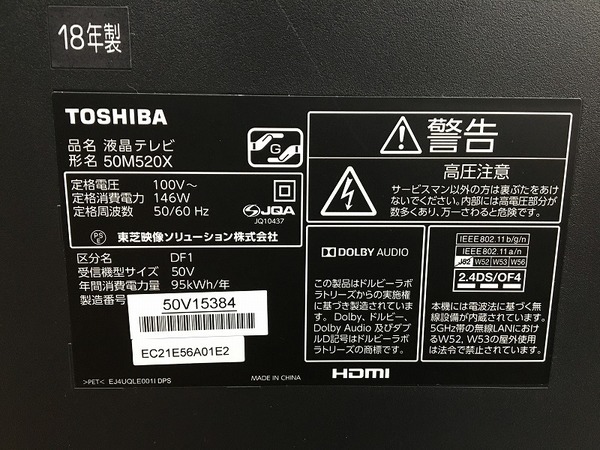 18年製
TOSHIBA
品名 液晶テレビ
形名 50M520X
G
定格電圧 100V～
定格消費電力 146W
定格周波数 50/60 Hz
JQA
JQ10437
PS
E
東芝映像ソリューション株式会社
区分名 DF1
受信機型サイズ 50V
年間消費電力量 95kWh/年
製造番号
50V15384
EC21E56A01E2
>PET< EJ4UQLE001I DPS
MADE IN CHINA
警告
高圧注意
サービスマン以外の方は裏ぶたをあけ
ないでください。内部には高電圧部分が
数多くあり、万一さわると危険です。
DOLBY AUDIO
この製品はドルビーラボ
ラトリーズからの実施権
に基づき製造されていま
す。Dolby、ドルビー、
Dolby Audio 及びダブ
ルD記号はドルビーラボ
ラトリーズの商標です。
HDMI
IEEE802.11b/g/n
IEEE802.11a/n
J52 W52 W53 W56
2.4DS/OF4
本機には電波法に基づく無
線設備が内蔵されています。
5GHz帯の無線LANにおけ
るW52、W53の屋外使用
は法令で禁止されています。